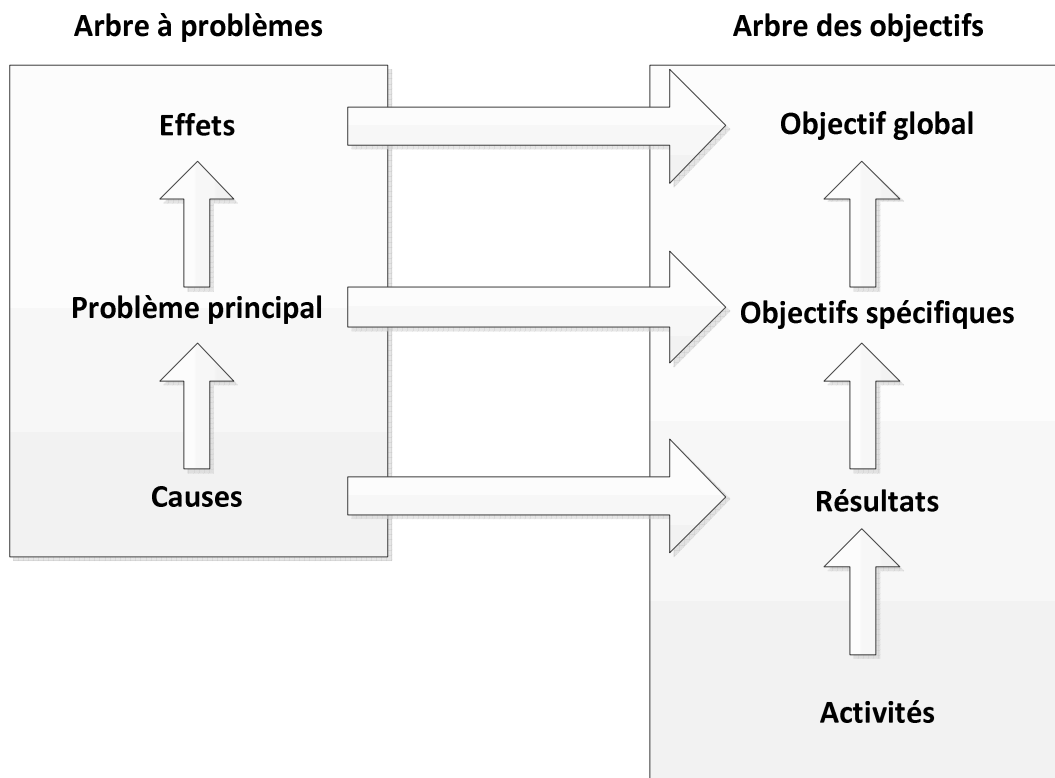 Arbre à problèmes
Arbre des objectifs
Effets
Objectif global
Problème principal
Objectifs spécifiques
Causes
Résultats
Activités